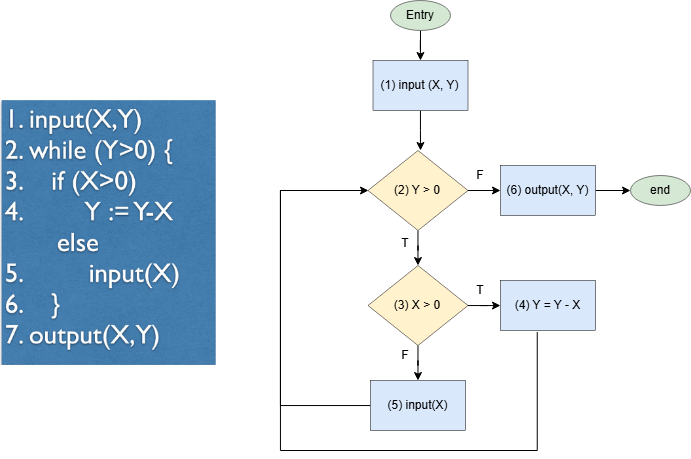 1. input(X,Y)
2. while (Y>0) {
3. if (X>0)
4. Y := Y-X
else
5. input(X)
6. }
7. output(X,Y)
Entry
(1) input (X, Y)
(2) Y > 0
F
(6) output(X, Y)
end
T
(3) X > 0
T
(4) Y = Y - X
F
(5) input(X)